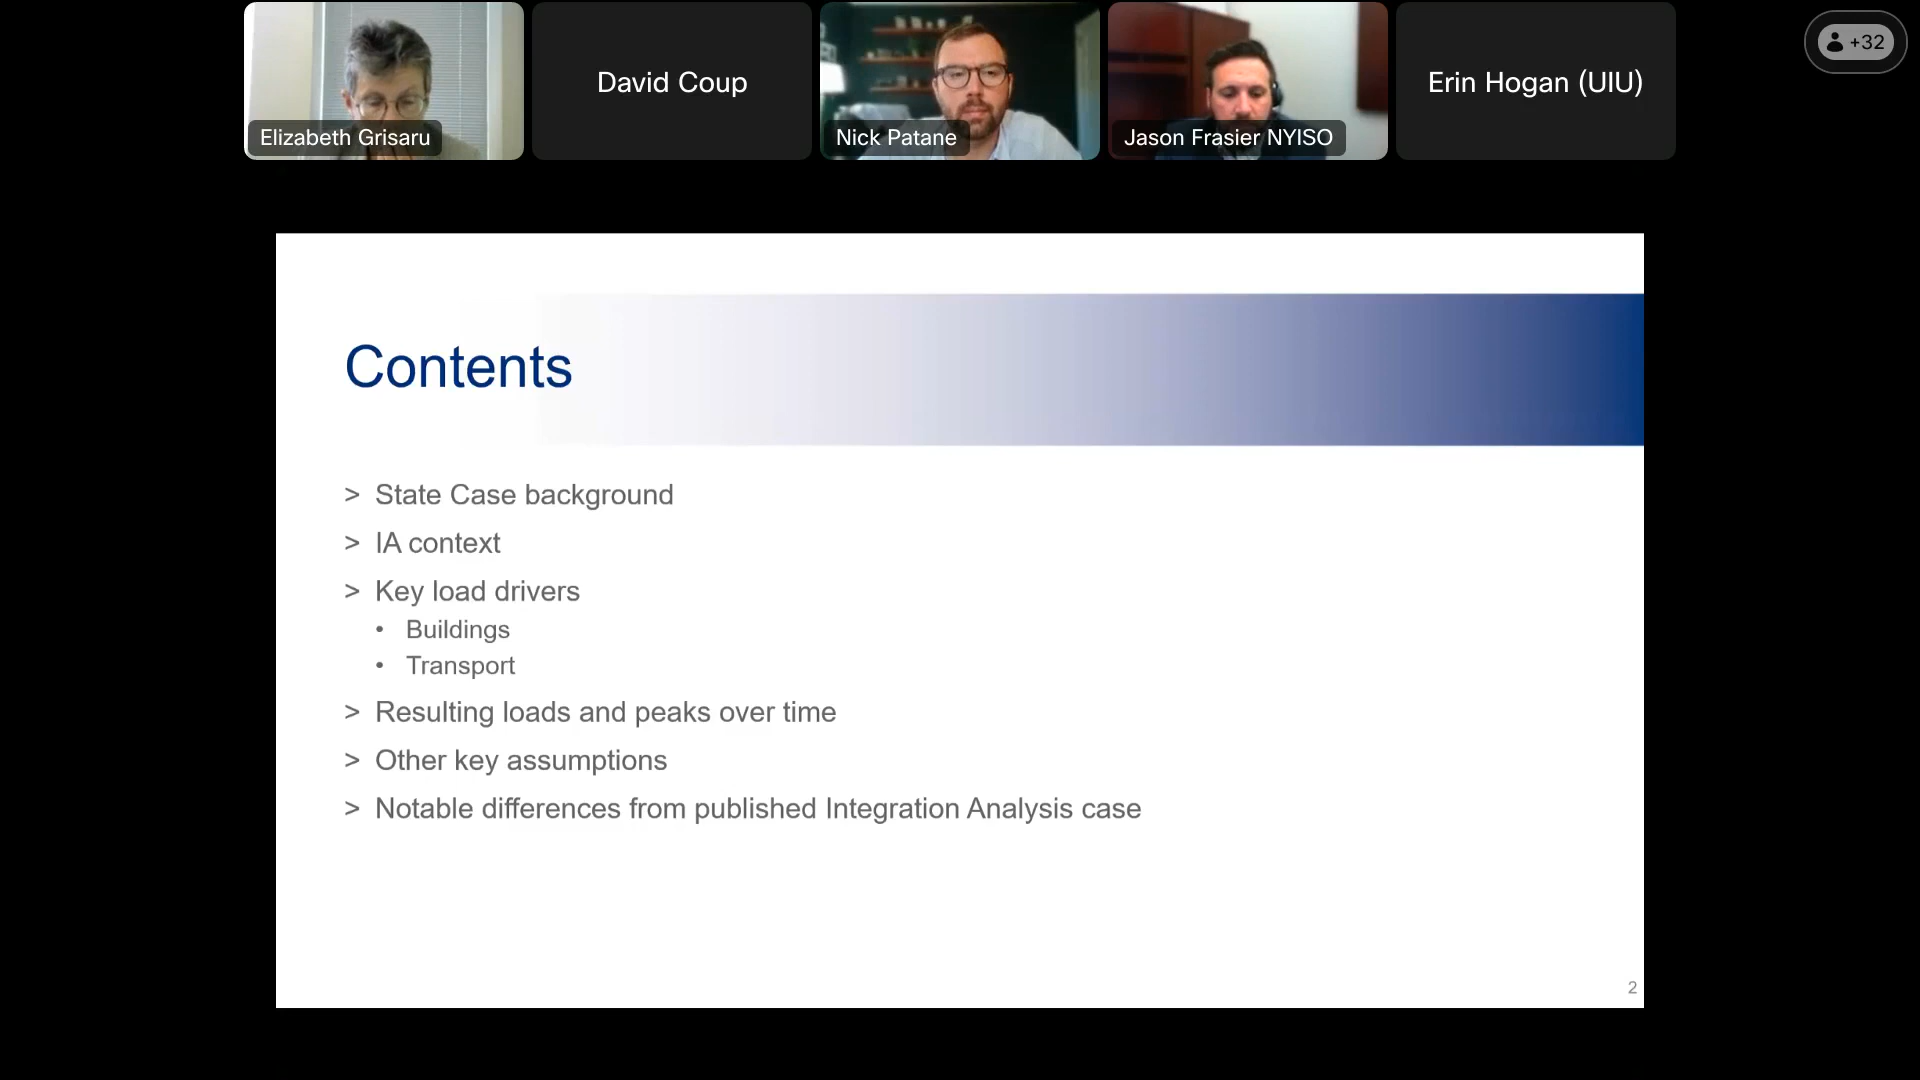 Elizabeth Grisaru
David Coup
Nick Patane
Jason Frasier NYISO
Erin Hogan (UIU)
+32
Contents
> State Case background
> IA context
> Key load drivers
• Buildings
• Transport
> Resulting loads and peaks over time
> Other key assumptions
> Notable differences from published Integration Analysis case
2